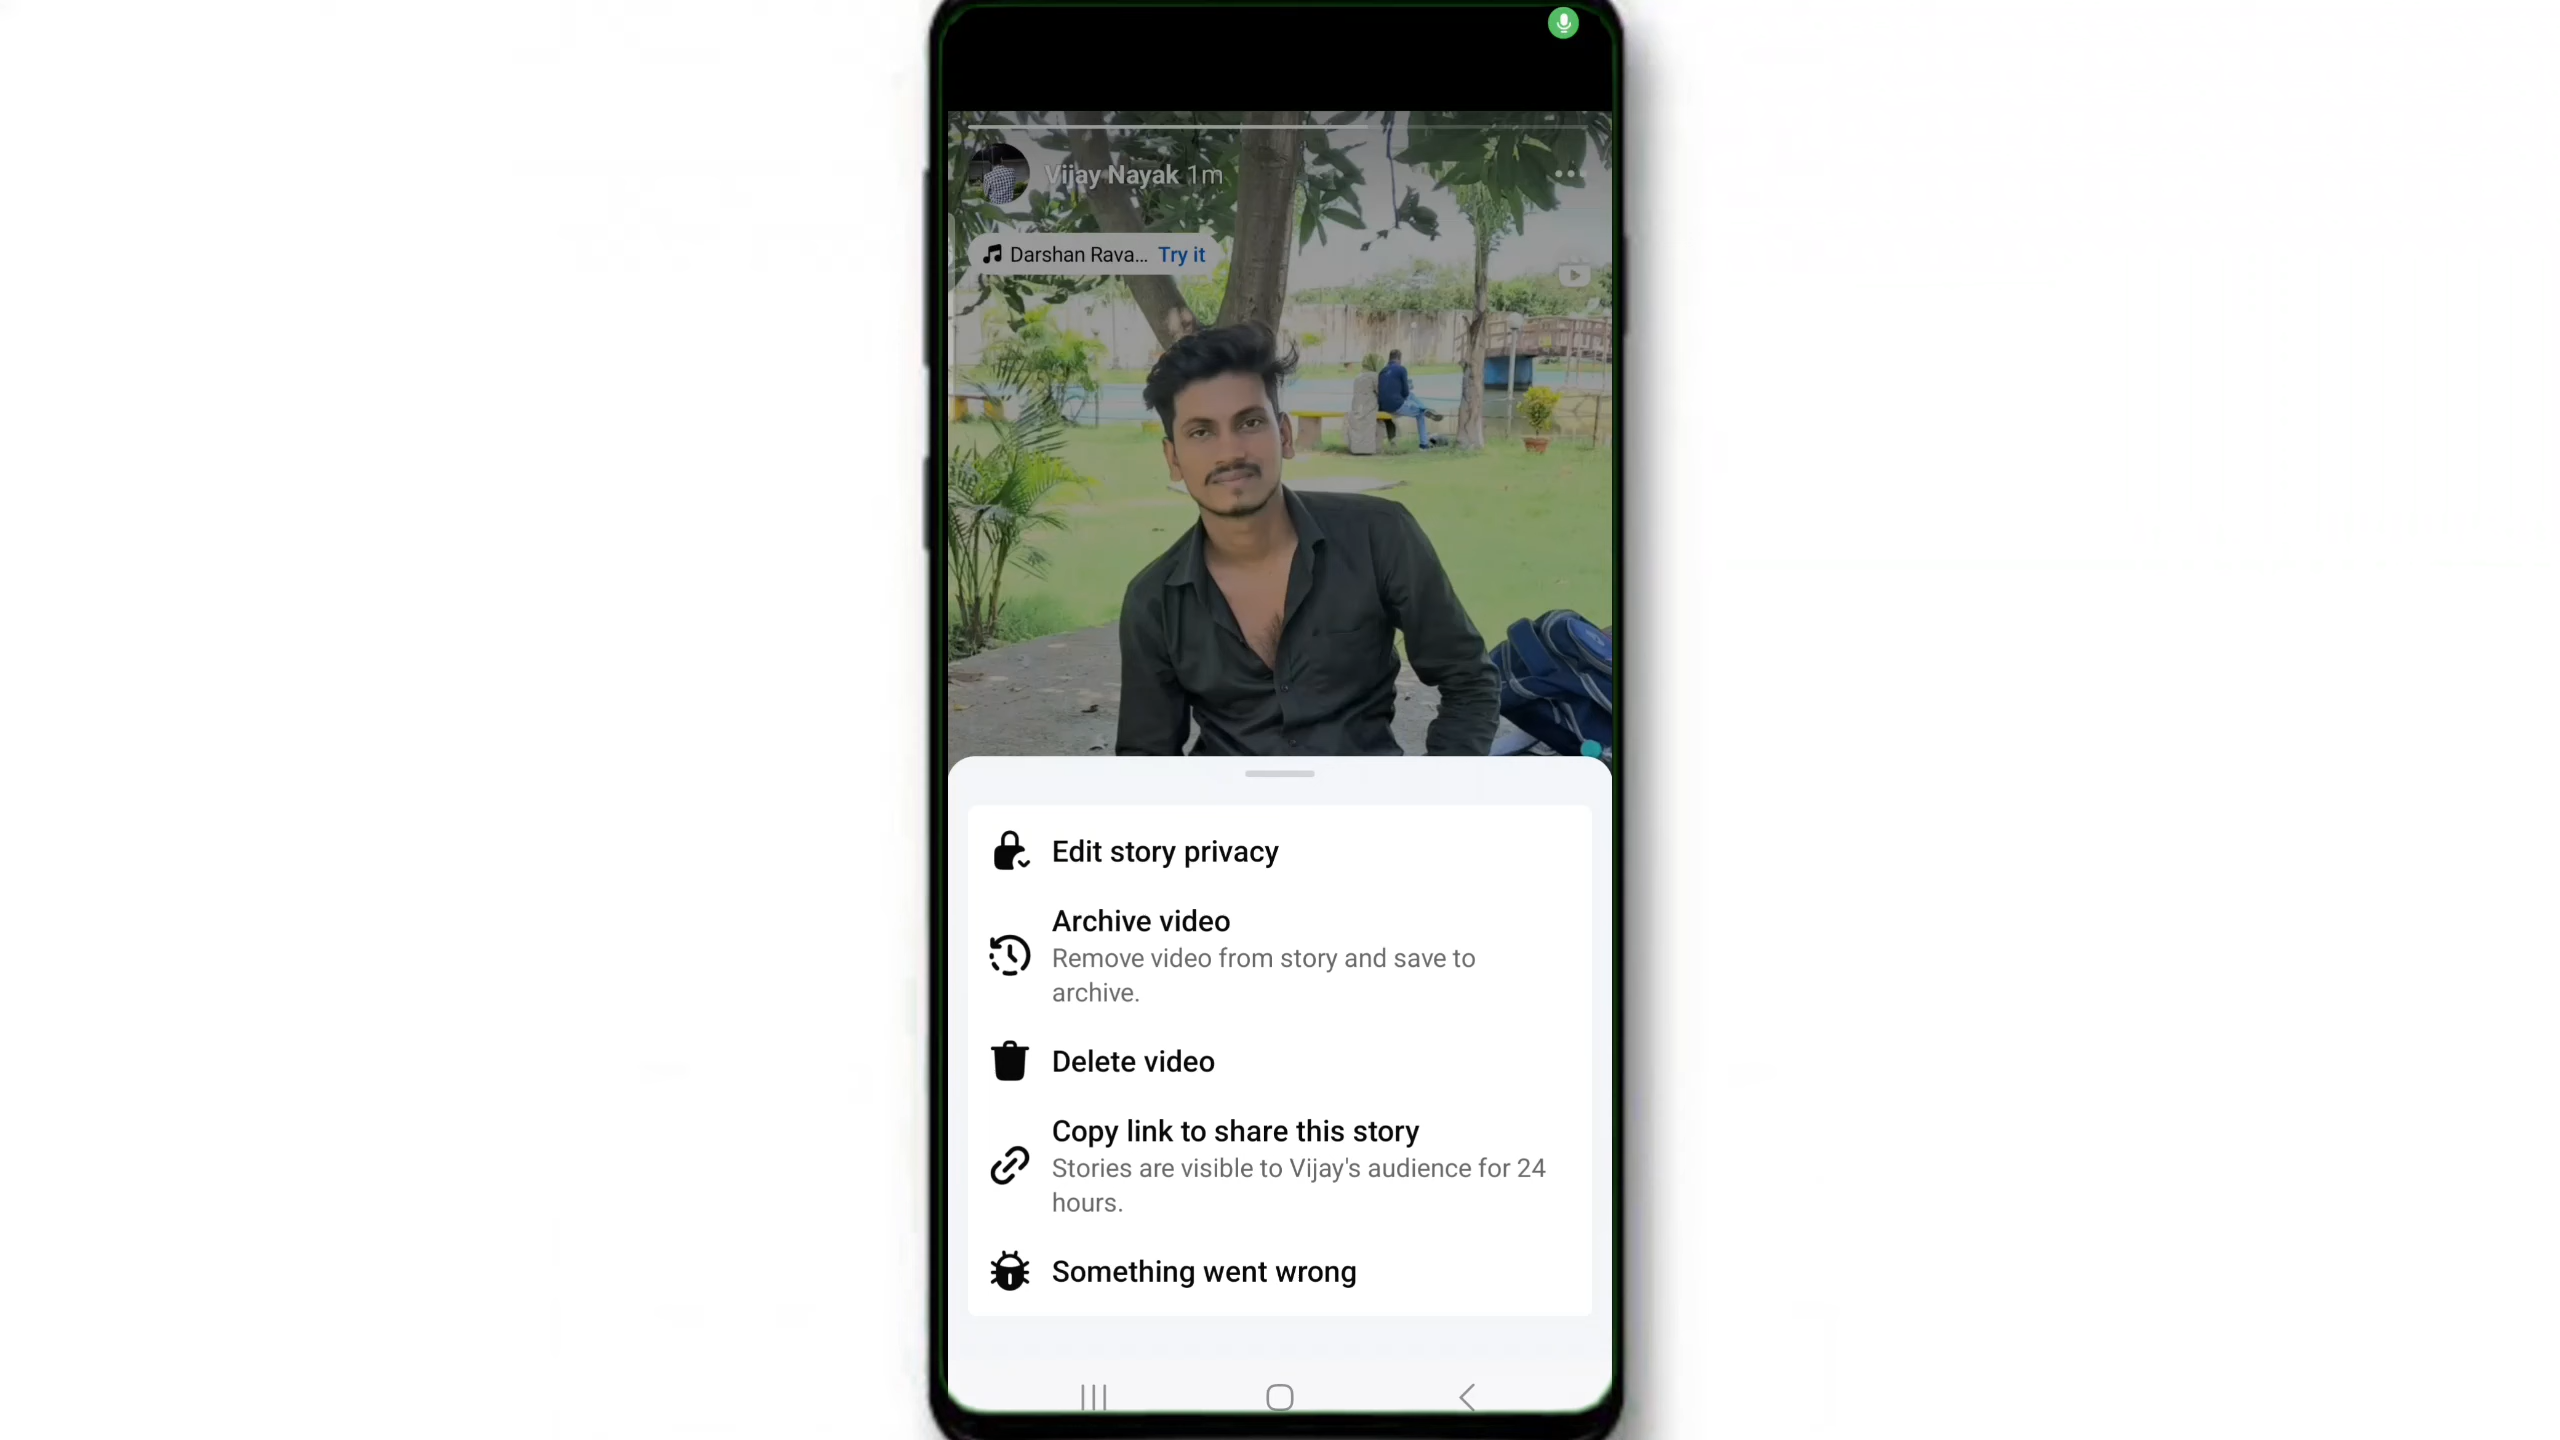 Vijay Nayak 1m
Darshan Rava... Try it
Edit story privacy
Archive video
Remove video from story and save to
archive.
Delete video
Copy link to share this story
Stories are visible to Vijay's audience for 24
hours.
Something went wrong